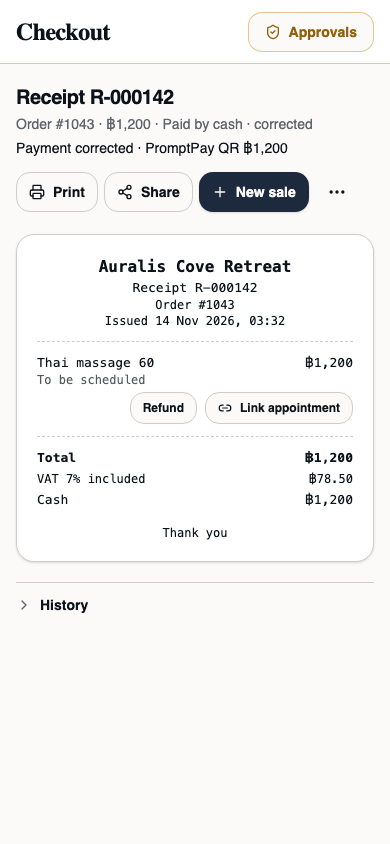 Checkout
Approvals
Receipt R-000142
Order #1043 · ฿1,200 · Paid by cash · corrected
Payment corrected · PromptPay QR ฿1,200
Print
Share
New sale
Auralis Cove Retreat
Receipt R-000142
Order #1043
Issued 14 Nov 2026, 03:32
Thai massage 60 ฿1,200
To be scheduled
Refund
Link appointment
Total ฿1,200
VAT 7% included ฿78.50
Cash ฿1,200
Thank you
History